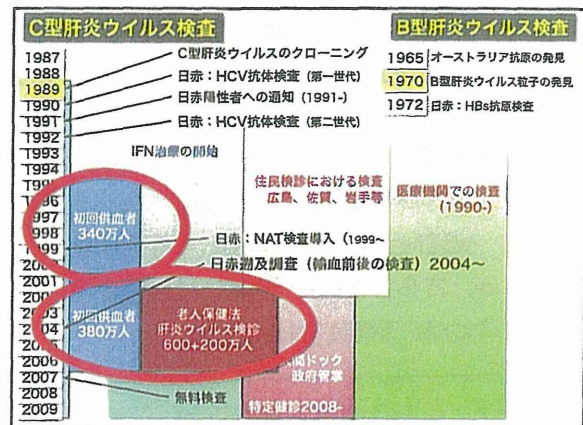 C型肝炎ウイルス検査
1987
1988
1989
1990
1991
1992
1993
1994
1996
1997
1998
1999
2001
2003
2004
2006
2007
2008
2009
C型肝炎ウイルスのクローニング
日赤：HCV抗体検査（第一世代）
日赤陽性者への通知（1991-）
日赤：HCV抗体検査（第二世代）
IFN治療の開始
住民検診における検査
広島、佐賀、岩手等
初回供血者
340万人
日赤：NAT検査導入（1999～
日赤遡及調査（輸血前後の検査）2004～
初回供血者
380万人
老人保健法
肝炎ウイルス検診
600+200万人
間ドック
政府管掌
無料検査
特定健診2008-
B型肝炎ウイルス検査
1965 オーストラリア抗原の発見
1970 B型肝炎ウイルス粒子の発見
1972 日赤：HBs抗原検査
医療機関での検査
（1990-）